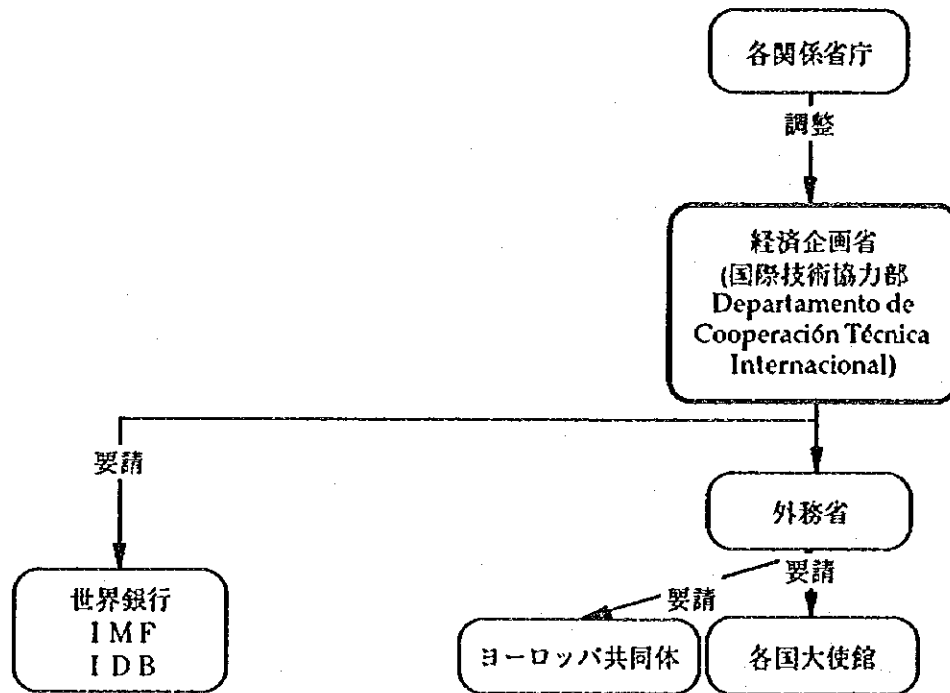 各関係省庁
調整
経済企画省
(国際技術協力部
Departamento de
Cooperación Técnica
Internacional)
要請
外務省
要請
要請
世界銀行
IMF
IDB
ヨーロッパ共同体
各国大使館